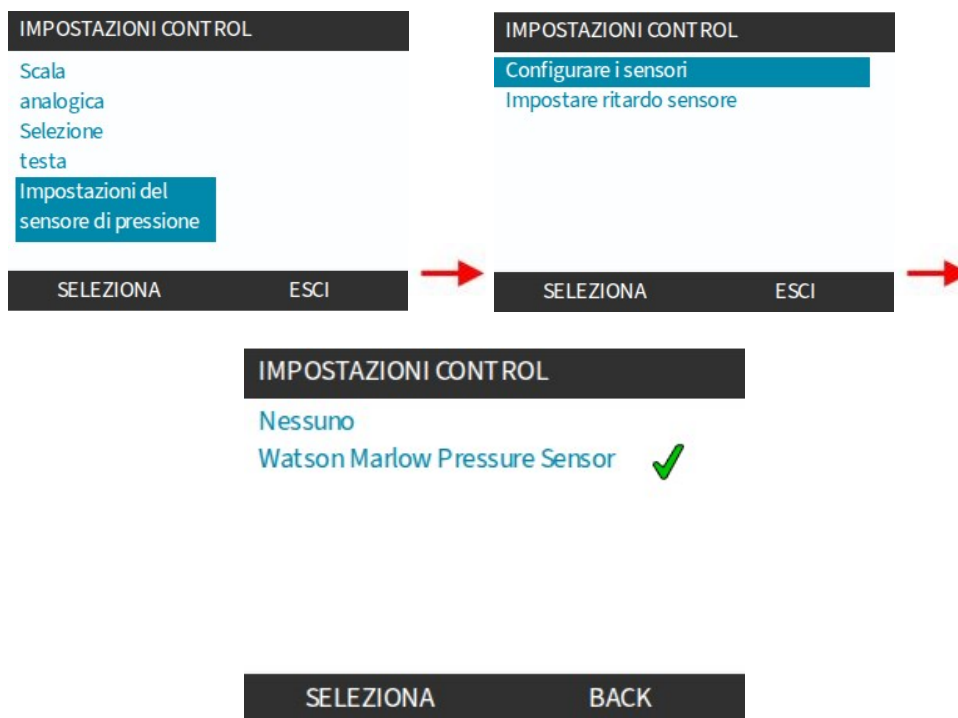 IMPOSTAZIONI CONTROL
Scala
analogica
Selezione
testa
Impostazioni del
sensore di pressione
SELEZIONA ESCI
IMPOSTAZIONI CONTROL
Configurare i sensori
Impostare ritardo sensore
SELEZIONA ESCI
IMPOSTAZIONI CONTROL
Nessuno
Watson Marlow Pressure Sensor
SELEZIONA BACK